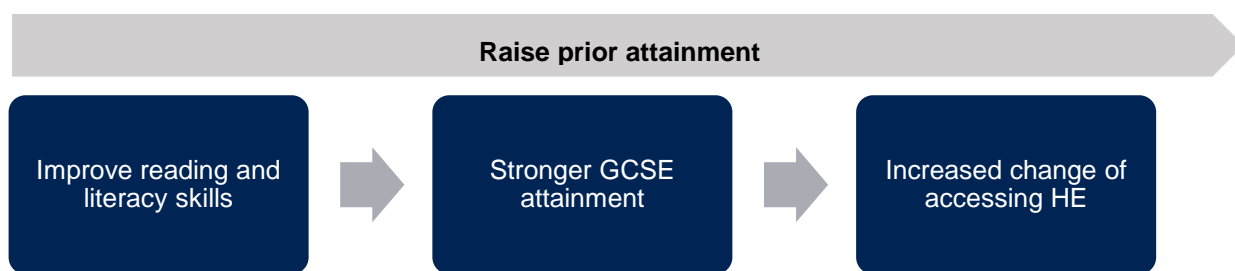 Raise prior attainment
Improve reading and
literacy skills
Stronger GCSE
attainment
Increased change of
accessing HE